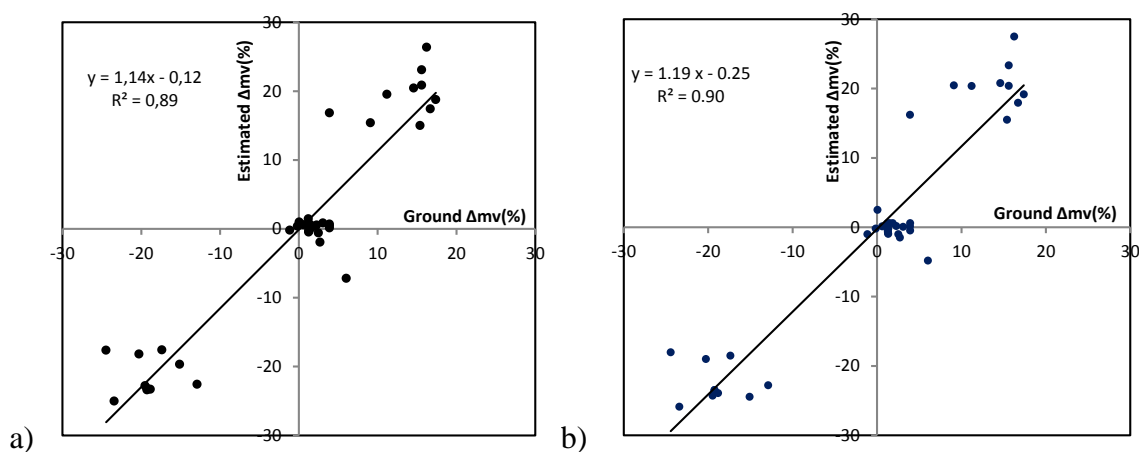 a)
Estimated Δmv(%)
y = 1,14x - 0,12
R² = 0,89
Ground Δmv(%)
30
20
10
0
-10
-20
-30
-30 -20 -10 0 10 20 30
b)
Estimated Δmv(%)
y = 1.19 x - 0.25
R² = 0.90
Ground Δmv(%)
30
20
10
0
-10
-20
-30
-30 -20 -10 0 10 20 30